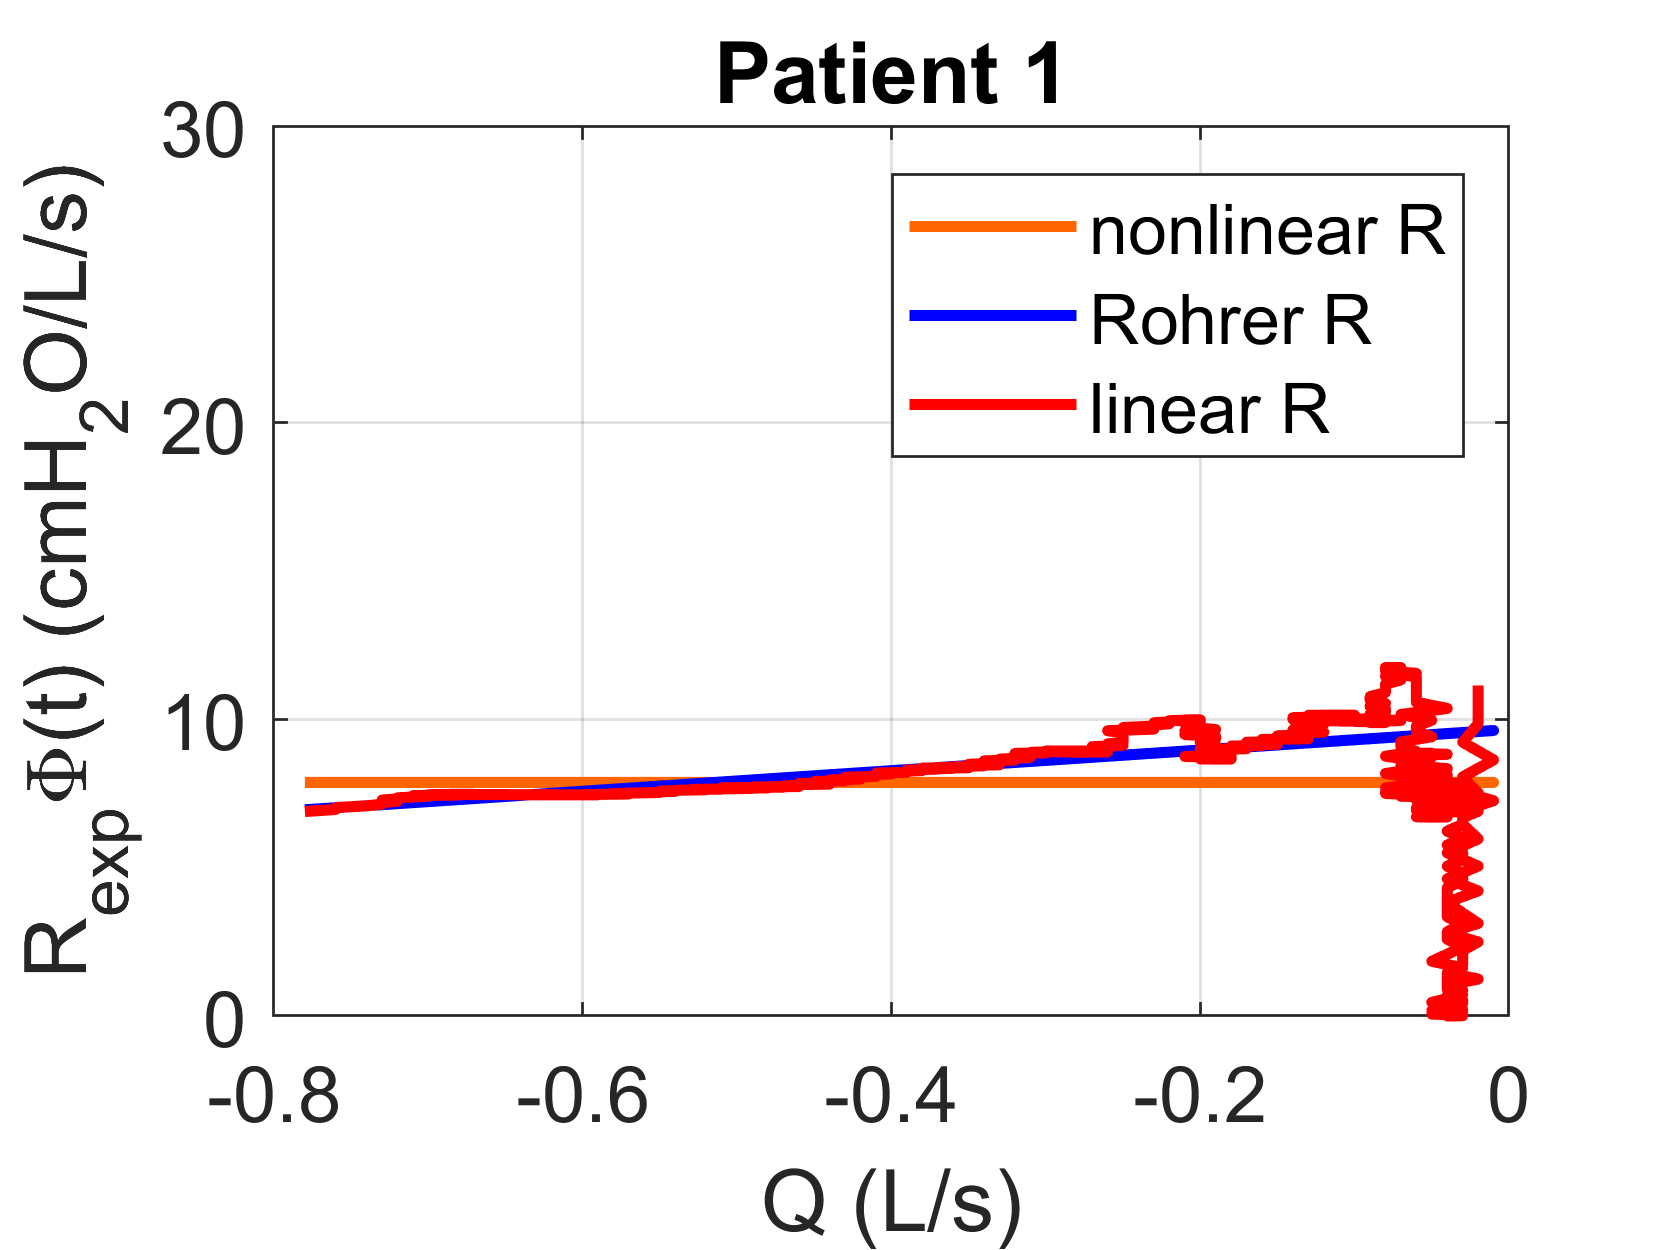 Patient 1
R_expΦ(t) (cmH_2O/L/s)
30
20
10
0
nonlinear R
Rohrer R
linear R
-0.8 -0.6 -0.4 -0.2 0
Q (L/s)